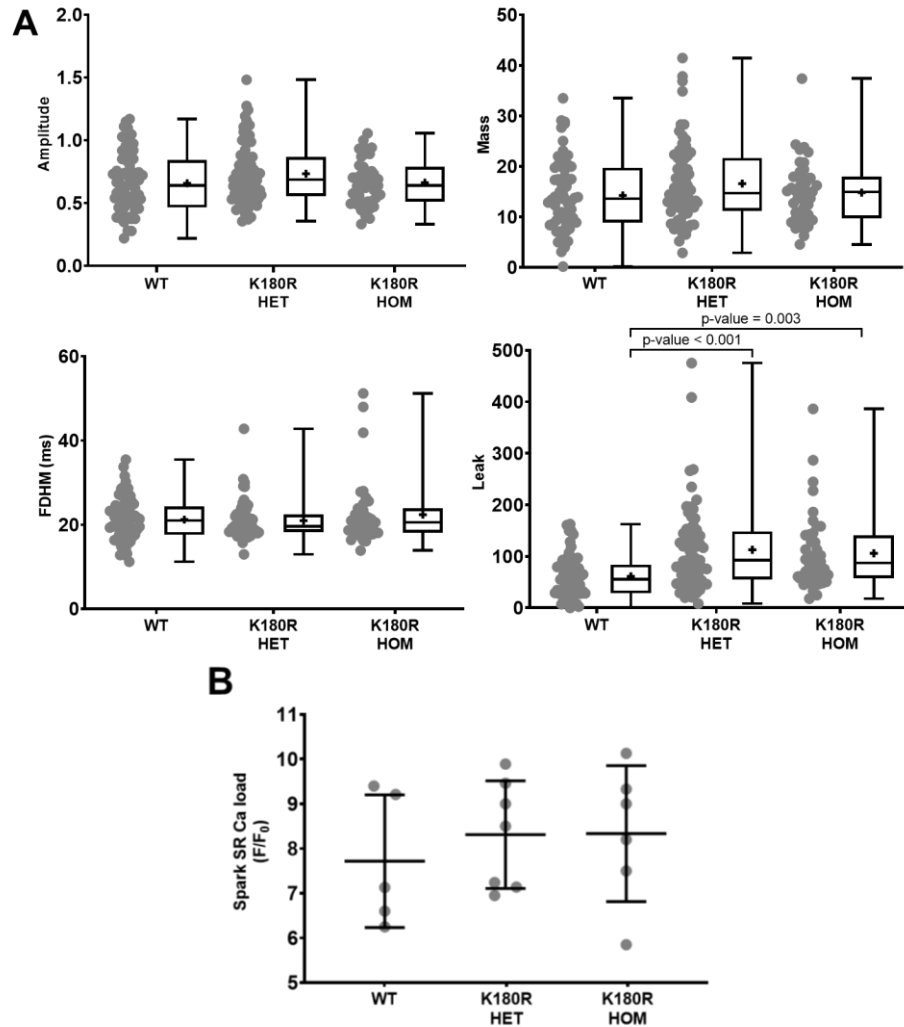 A
Amplitude
2.0
1.5
1.0
0.5
0.0
WT
K180R
HET
K180R
HOM
Mass
50
40
30
20
10
0
WT
K180R
HET
K180R
HOM
FDHM (ms)
60
40
20
0
WT
K180R
HET
K180R
HOM
p-value = 0.003
p-value < 0.001
Leak
500
400
300
200
100
0
WT
K180R
HET
K180R
HOM
B
Spark SR Ca load
(F/F₀)
11
10
9
8
7
6
5
WT
K180R
HET
K180R
HOM